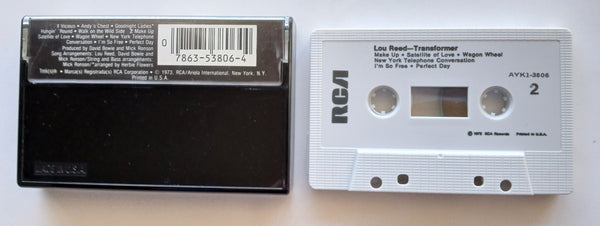 1 Vicious • Andy's Chest • Goodnight Ladies*
Hangin' 'Round • Walk on the Wild Side 2 Make Up
Satellite of Love • Wagon Wheel • New York Telephone
Conversation • I'm So Free • Perfect Day
Produced by David Bowie and Mick Ronson
Song Arrangements: Lou Reed, David Bowie and
Mick Ronson/String and Bass arrangements:
Mick Ronson/*arranged by Herbie Flowers
• Marca(s) Registrada(s) RCA Corporation • © 1973, RCA/Ariola International, New York, N.Y.
Printed in U.S.A.
0 7863-53806-4
MADE IN U.S.A.
Lou Reed—Transformer
Make Up • Satellite of Love • Wagon Wheel
New York Telephone Conversation
I'm So Free • Perfect Day
RCA
AYK1-3806
2
℗ 1972 RCA Records Printed in U.S.A.